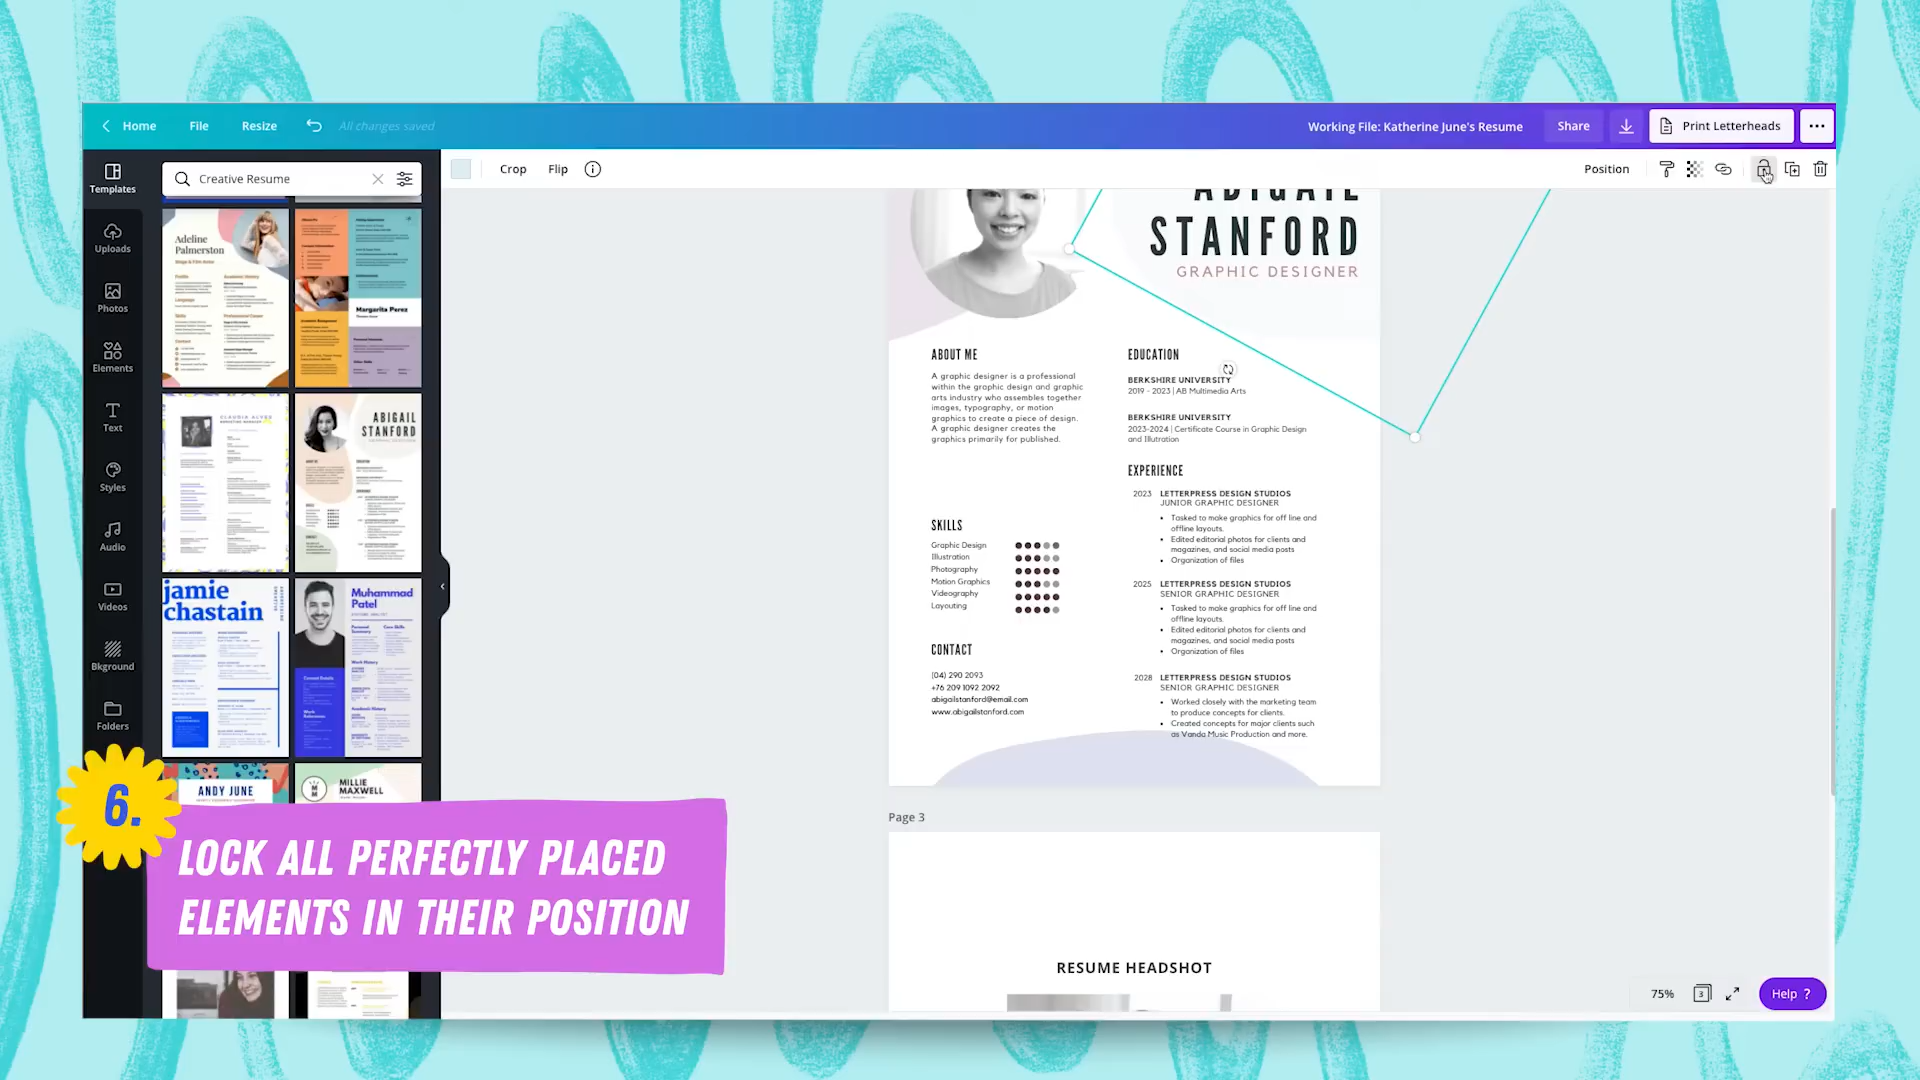 Home
File
Resize
All changes saved
Working File: Katherine June's Resume
Share
Print Letterheads
Templates
Uploads
Photos
Elements
Text
Styles
Audio
Videos
Bkground
Folders
Creative Resume
Crop
Flip
Position
Adeline
Palmerston
Margarita Perez
CLAUDIA ALVES
ABIGAIL
STANFORD
jamie
chastain
Muhammad
Patel
ANDY JUNE
MILLIE
MAXWELL
ABIGAIL
STANFORD
GRAPHIC DESIGNER
ABOUT ME
A graphic designer is a professional
within the graphic design and graphic
arts industry who assembles together
images, typography, or motion
graphics to create a piece of design.
A graphic designer creates the
graphics primarily for published.
SKILLS
Graphic Design
Illustration
Photography
Motion Graphics
Videography
Layouting
CONTACT
(04) 290 2093
+76 209 1092 2092
abigailstanford@email.com
www.abigailstanford.com
EDUCATION
BERKSHIRE UNIVERSITY
2019 - 2023 | AB Multimedia Arts
BERKSHIRE UNIVERSITY
2023-2024 | Certificate Course in Graphic Design
and Illutration
EXPERIENCE
2023 LETTERPRESS DESIGN STUDIOS
JUNIOR GRAPHIC DESIGNER
• Tasked to make graphics for off line and
offline layouts.
• Edited editorial photos for clients and
magazines, and social media posts
• Organization of files
2025 LETTERPRESS DESIGN STUDIOS
SENIOR GRAPHIC DESIGNER
• Tasked to make graphics for off line and
offline layouts.
• Edited editorial photos for clients and
magazines, and social media posts
• Organization of files
2028 LETTERPRESS DESIGN STUDIOS
SENIOR GRAPHIC DESIGNER
• Worked closely with the marketing team
to produce concepts for clients.
• Created concepts for major clients such
as Vanda Music Production and more.
Page 3
RESUME HEADSHOT
75%
3
Help ?
6.
LOCK ALL PERFECTLY PLACED
ELEMENTS IN THEIR POSITION